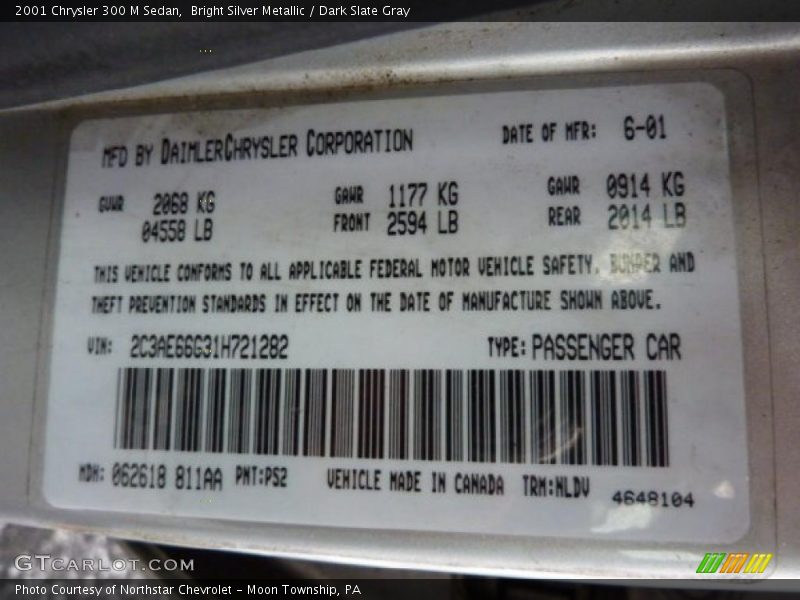 2001 Chrysler 300 M Sedan,  Bright Silver Metallic / Dark Slate Gray
MFD BY DAIMLERCHRYSLER CORPORATION DATE OF MFR: 6-01
GVWR 2068 KG GAWR 1177 KG GAWR 0914 KG
04558 LB FRONT 2594 LB REAR 2014 LB
THIS VEHICLE CONFORMS TO ALL APPLICABLE FEDERAL MOTOR VEHICLE SAFETY, BUMPER AND
THEFT PREVENTION STANDARDS IN EFFECT ON THE DATE OF MANUFACTURE SHOWN ABOVE.
VIN: 2C3AE66G31H721282 TYPE: PASSENGER CAR
MDH: 062618 811AA PNT:PS2 VEHICLE MADE IN CANADA TRM:NLDV
4648104
GTCARLOT.COM
Photo Courtesy of Northstar Chevrolet - Moon Township, PA